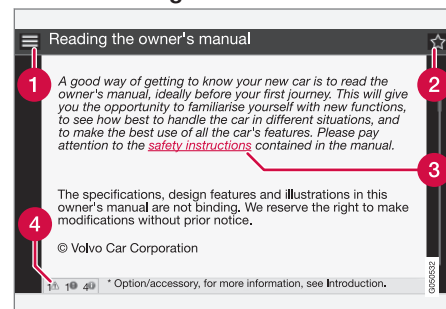 Reading the owner's manual
1
2
A good way of getting to know your new car is to read the
owner's manual, ideally before your first journey. This will give
you the opportunity to familiarise yourself with new functions,
to see how best to handle the car in different situations, and
to make the best use of all the car's features. Please pay
attention to the safety instructions contained in the manual.
3
The specifications, design features and illustrations in this
owner's manual are not binding. We reserve the right to make
modifications without prior notice.
4
© Volvo Car Corporation
1 1 4 * Option/accessory, for more information, see Introduction.
G050532